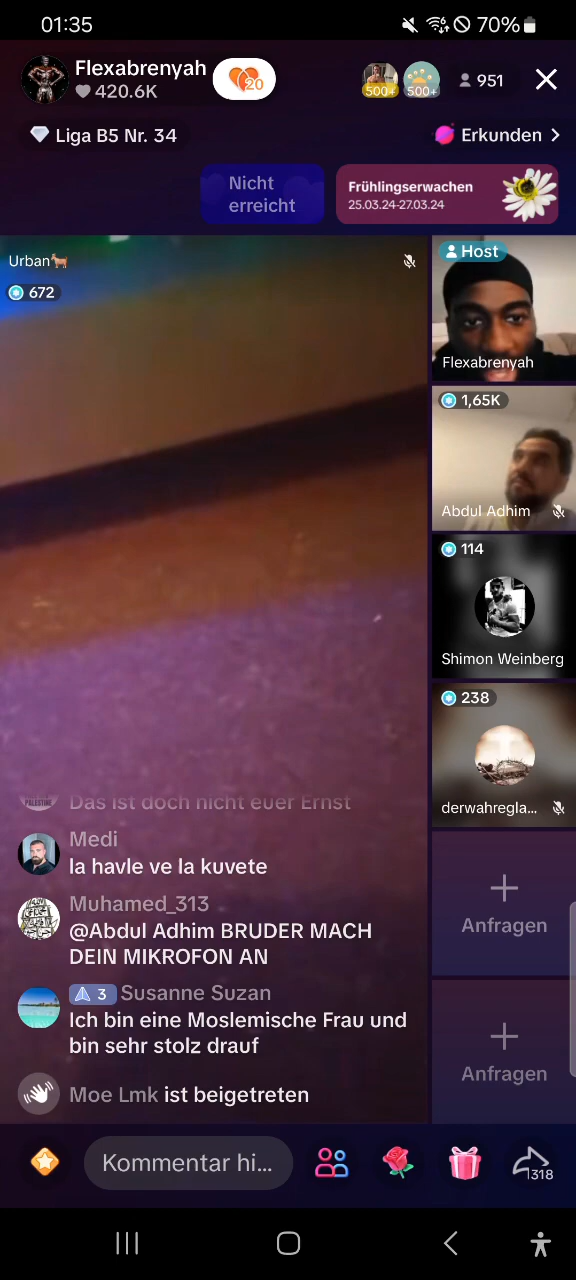 01:35
70%
Flexabrenyah
420.6K
20
500+
500+
951
Liga B5 Nr. 34
Erkunden
Nicht
erreicht
Frühlingserwachen
25.03.24-27.03.24
Urban
672
Host
Flexabrenyah
1,65K
Abdul Adhim
114
Shimon Weinberg
238
derwahregla...
PALESTINE
Das ist doch nicht euer Ernst
Medi
la havle ve la kuvete
Muhamed_313
@Abdul Adhim BRUDER MACH
DEIN MIKROFON AN
3 Susanne Suzan
Ich bin eine Moslemische Frau und
bin sehr stolz drauf
Moe Lmk ist beigetreten
Anfragen
Anfragen
Kommentar hi...
318